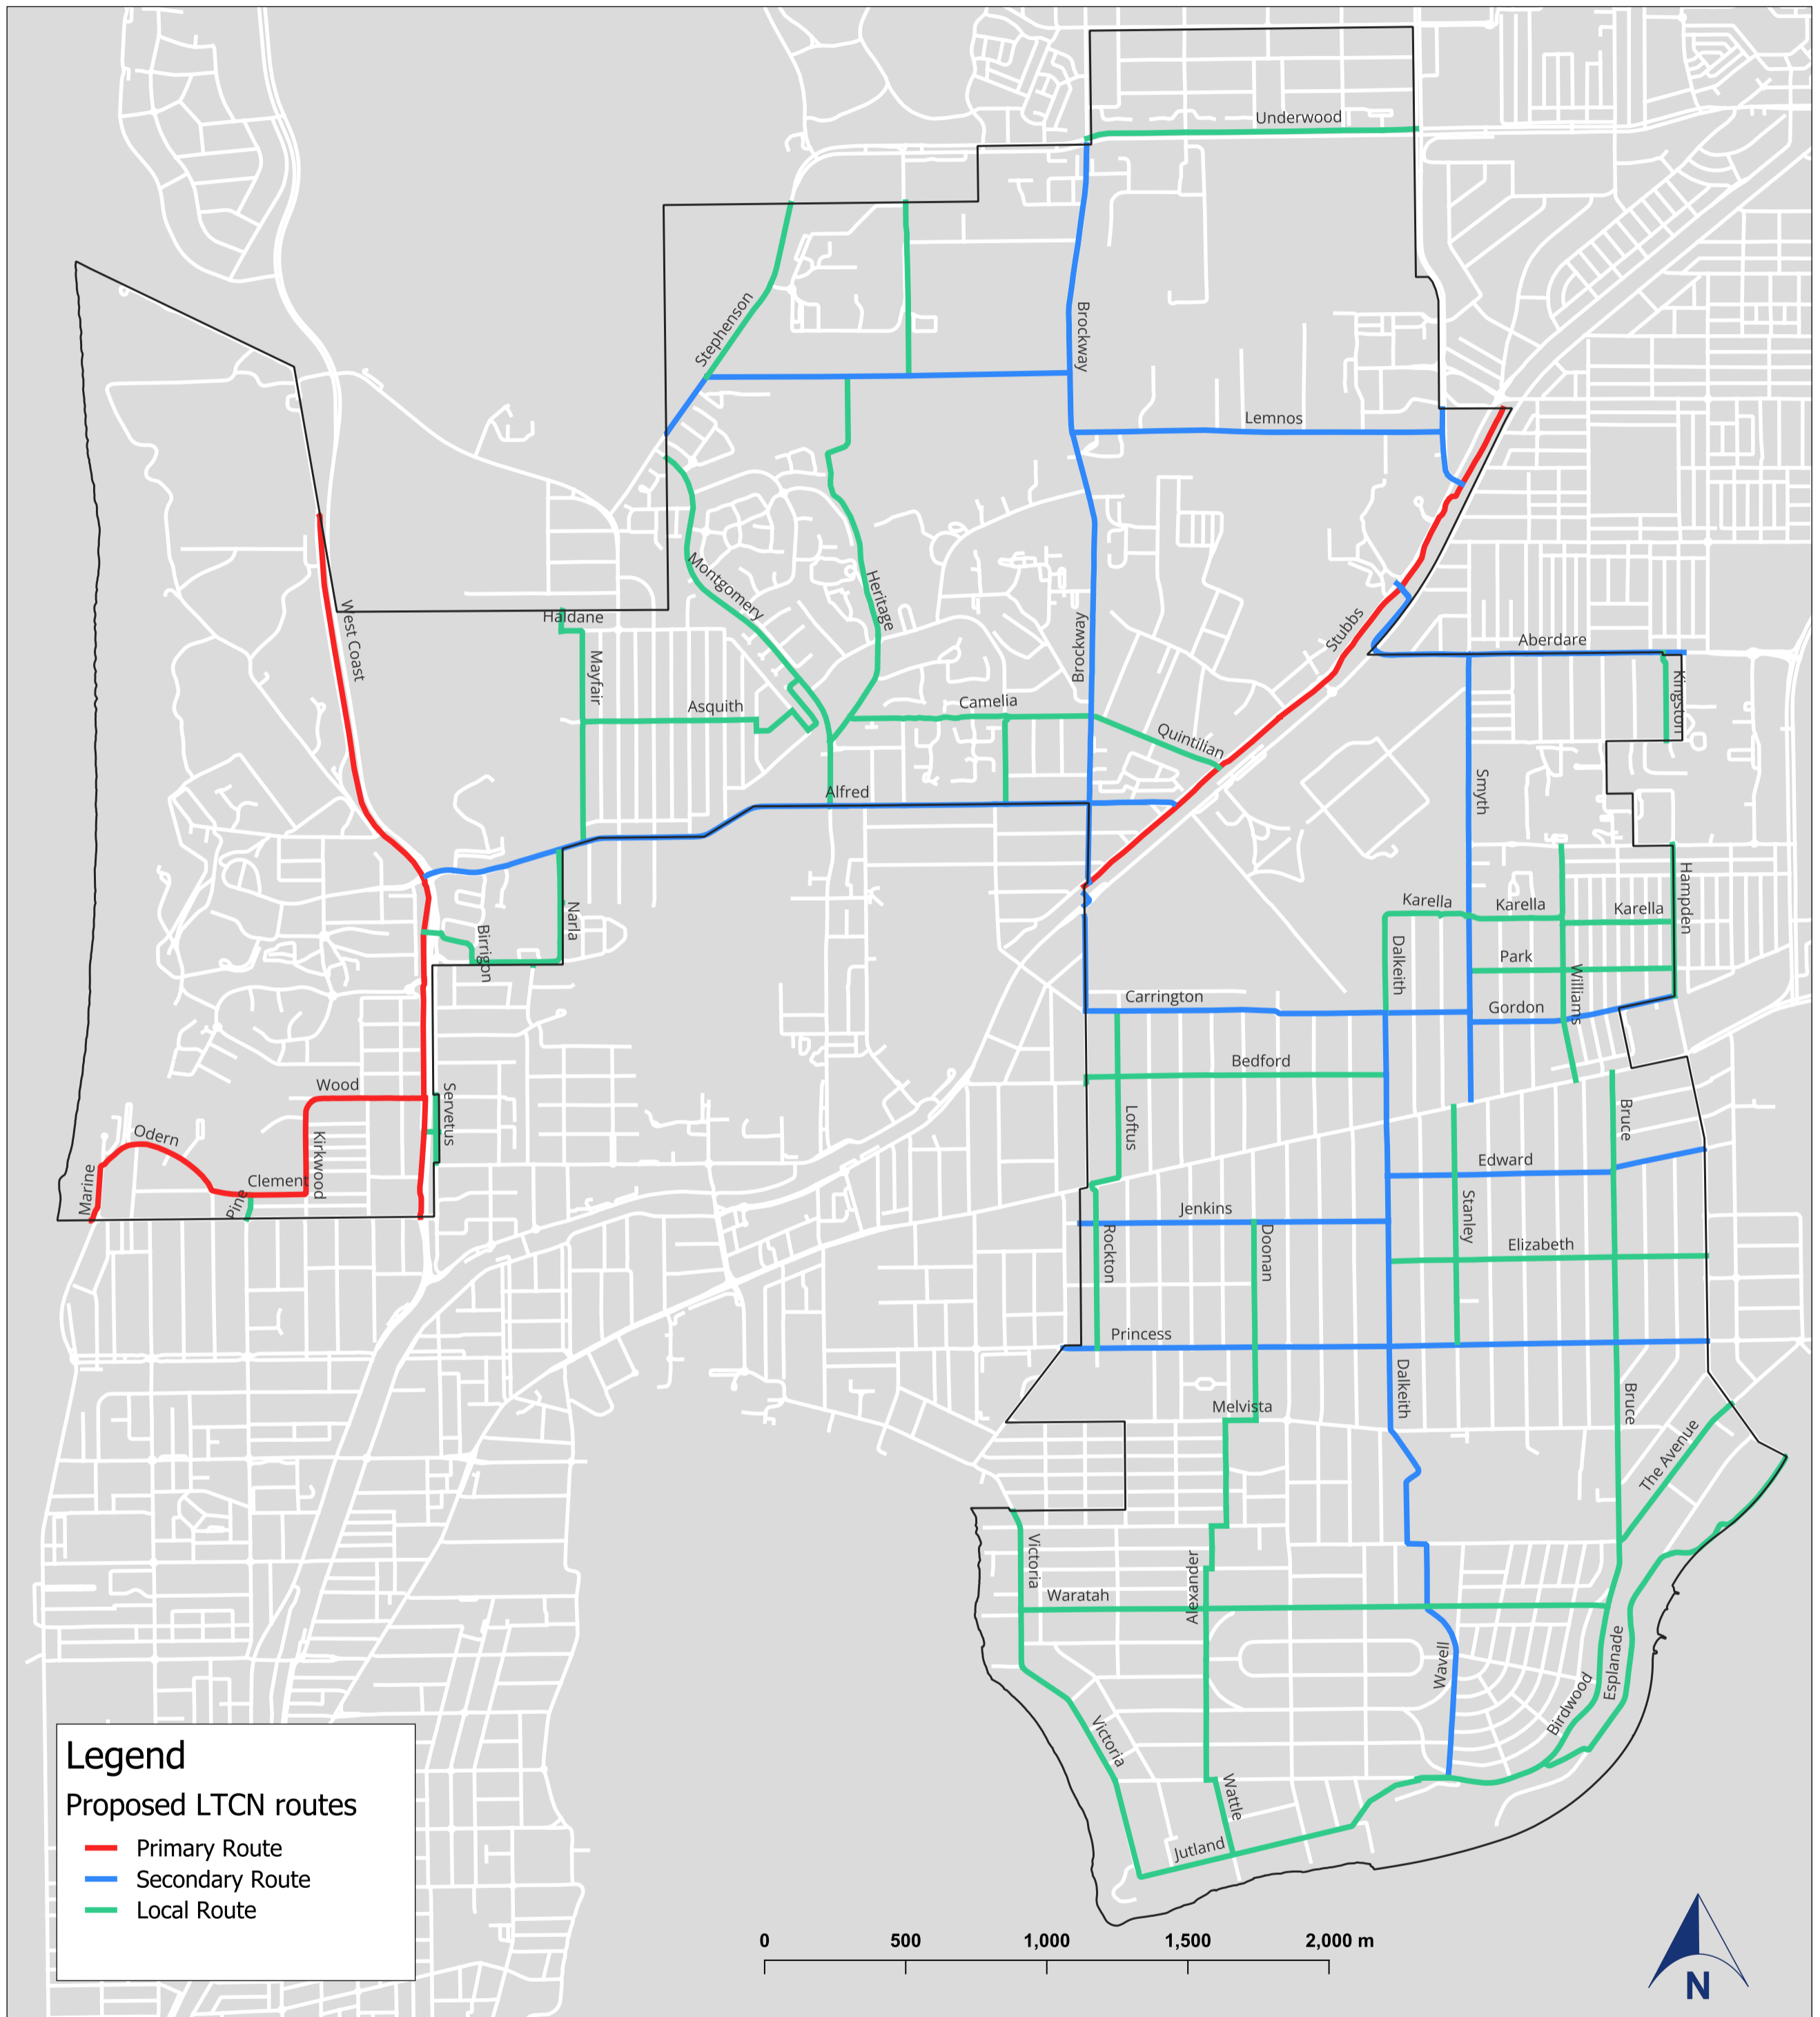 Underwood
Stephenson
Brockway
Lemnos
Montgomery
Heritage
West Coast
Haldane
Mayfair
Stubbs
Aberdare
Brockway
Kingston
Asquith
Camelia
Quintilian
Alfred
Smyth
Narla
Birrigon
Karella
Karella
Karella
Hampden
Dalkeith
Park
Williams
Carrington
Gordon
Bedford
Wood
Servetus
Loftus
Bruce
Odern
Kirkwood
Clement
Marine
Pine
Edward
Jenkins
Stanley
Rockton
Doonan
Elizabeth
Princess
Dalkeith
Bruce
Melvista
The Avenue
Victoria
Alexander
Waratah
Wavell
Esplanade
Birdwood
Victoria
Wattle
Jutland
Legend
Proposed LTCN routes
Primary Route
Secondary Route
Local Route
0 500 1,000 1,500 2,000 m
N